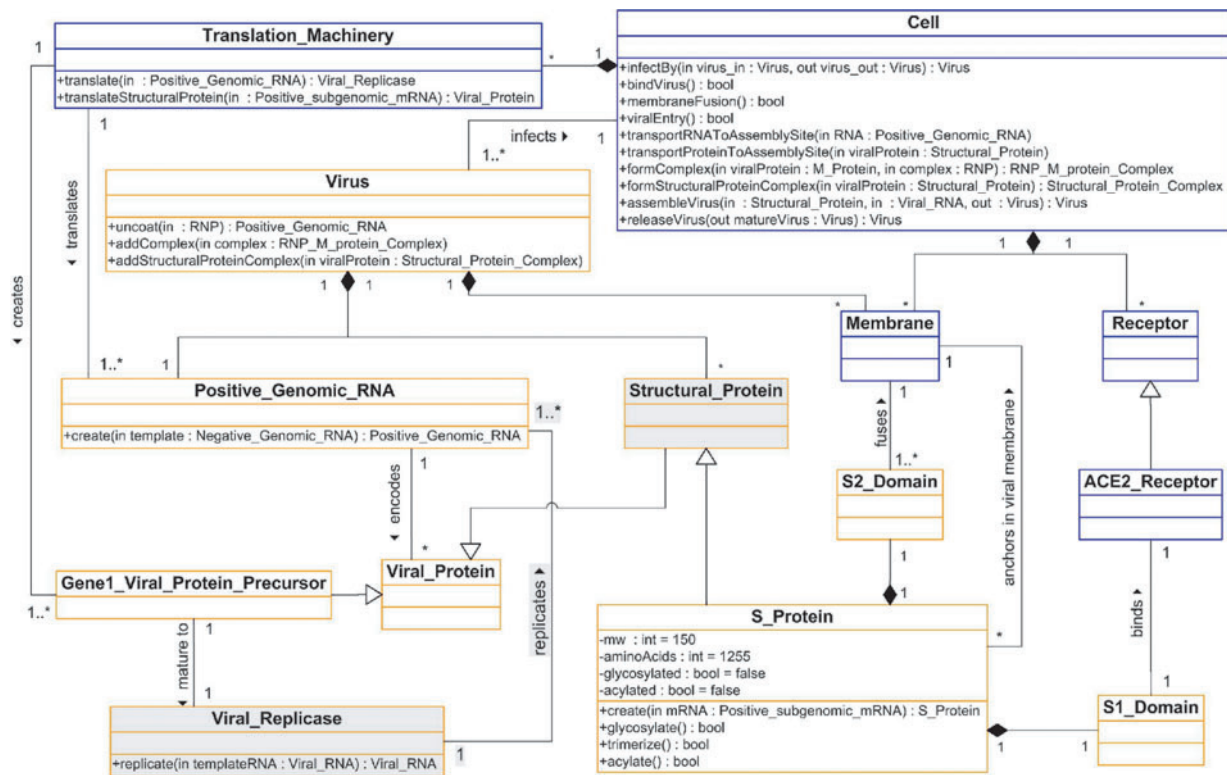 Translation_Machinery
+translate(in : Positive_Genomic_RNA) : Viral_Replicase
+translateStructuralProtein(in : Positive_subgenomic_mRNA) : Viral_Protein
Cell
+infectBy(in virus_in : Virus, out virus_out : Virus) : Virus
+bindVirus() : bool
+membraneFusion() : bool
+viralEntry() : bool
+transportRNAToAssemblySite(in RNA : Positive_Genomic_RNA)
+transportProteinToAssemblySite(in viralProtein : Structural_Protein)
+formComplex(in viralProtein : M_Protein, in complex : RNP) : RNP_M_protein_Complex
+formStructuralProteinComplex(in viralProtein : Structural_Protein) : Structural_Protein_Complex
+assembleVirus(in : Structural_Protein, in : Viral_RNA, out : Virus) : Virus
+releaseVirus(out matureVirus : Virus) : Virus
1
*
1
1
infects ▶
1
1..*
translates ▶
creates ▶
Virus
+uncoat(in : RNP) : Positive_Genomic_RNA
+addComplex(in complex : RNP_M_protein_Complex)
+addStructuralProteinComplex(in viralProtein : Structural_Protein_Complex)
1
1
1
1
1
*
*
Membrane
Receptor
1..*
1
*
Positive_Genomic_RNA
+create(in template : Negative_Genomic_RNA) : Positive_Genomic_RNA
1..*
Structural_Protein
1
1
fuses ▶
1..*
anchors in viral membrane ▶
S2_Domain
ACE2_Receptor
1
encodes ▶
*
1
1
1
binds ▶
Gene1_Viral_Protein_Precursor
1..*
Viral_Protein
replicates ▶
1
mature to ▶
1
Viral_Replicase
+replicate(in templateRNA : Viral_RNA) : Viral_RNA
1
S_Protein
-mw : int = 150
-aminoAcids : int = 1255
-glycosylated : bool = false
-acylated : bool = false
+create(in mRNA : Positive_subgenomic_mRNA) : S_Protein
+glycosylate() : bool
+trimerize() : bool
+acylate() : bool
*
1
1
1
S1_Domain